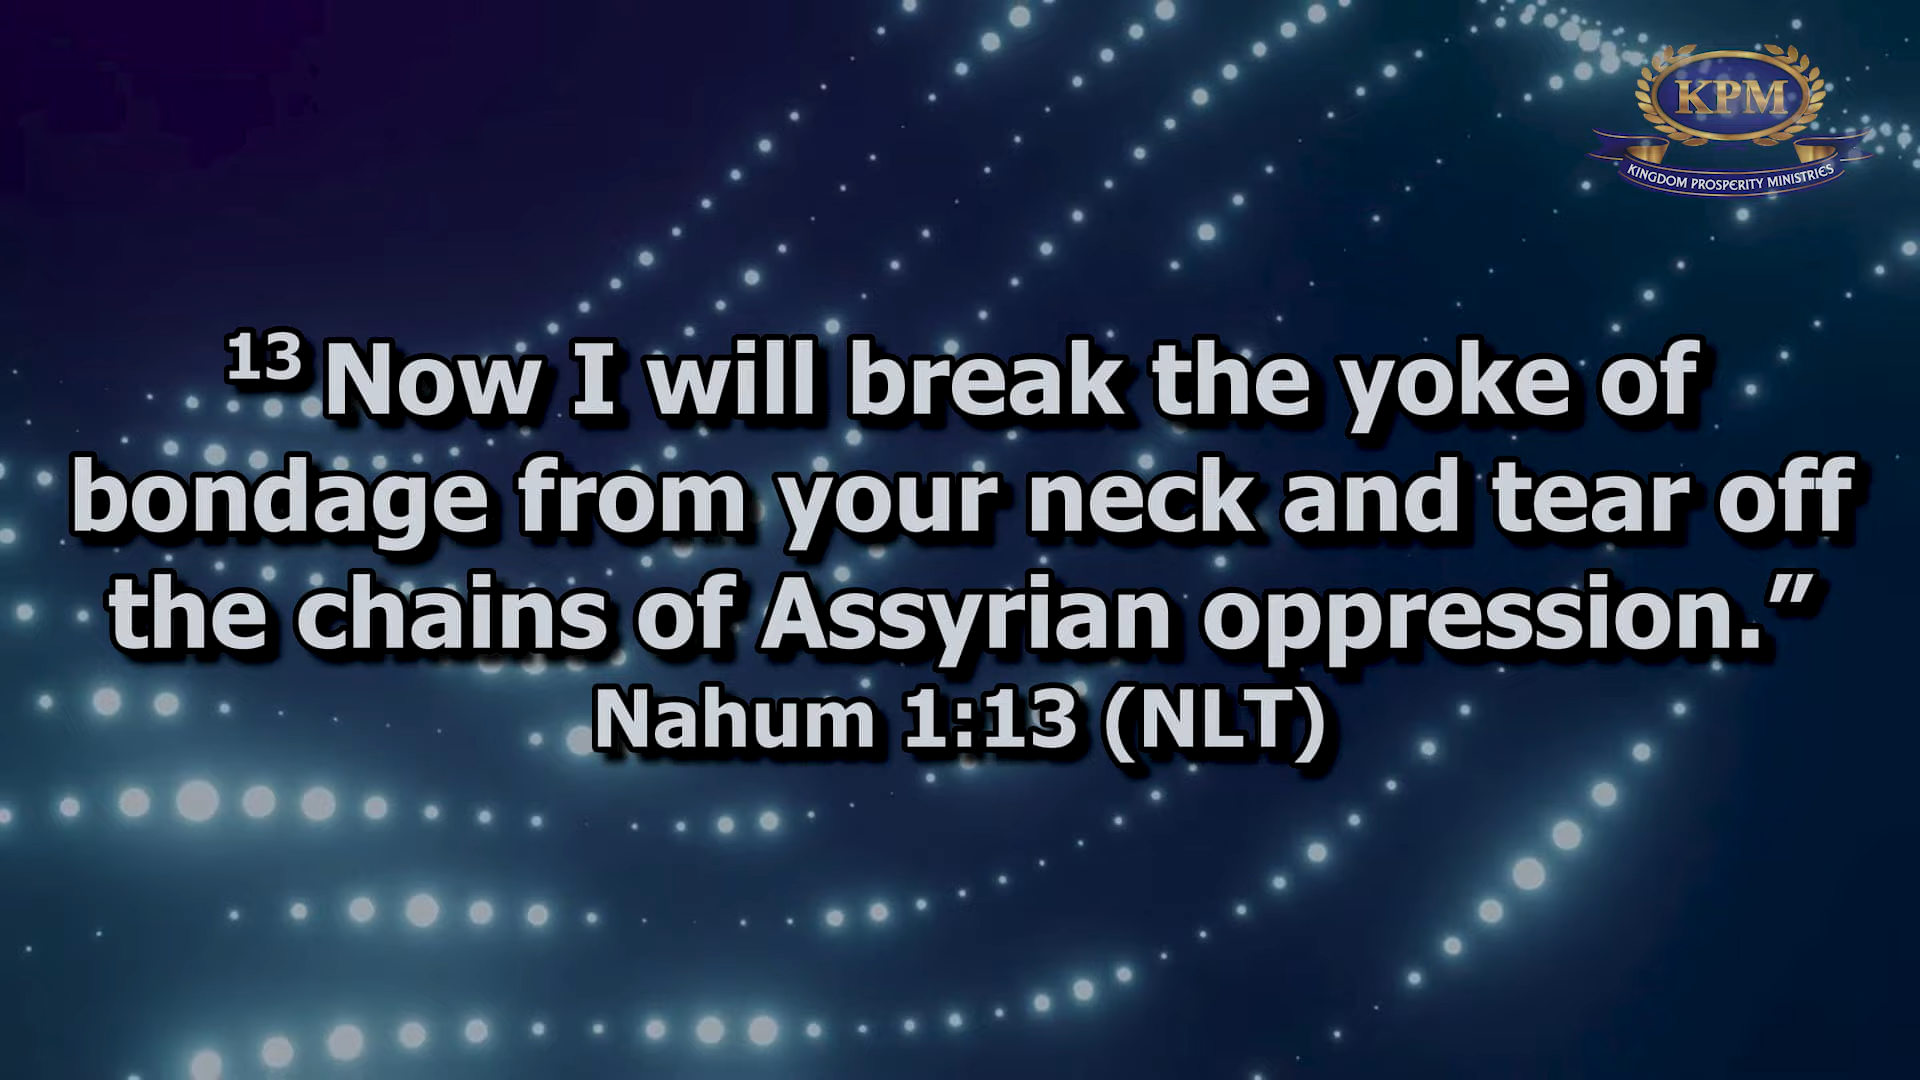 KPM
KINGDOM PROSPERITY MINISTRIES
13 Now I will break the yoke of
bondage from your neck and tear off
the chains of Assyrian oppression.”
Nahum 1:13 (NLT)